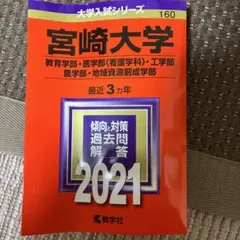 大学入試シリーズ
160
宮崎大学
教育学部・医学部〈看護学科〉・工学部
農学部・地域資源創成学部
最近3カ年
傾向と対策
過去問
解答
2021
教学社